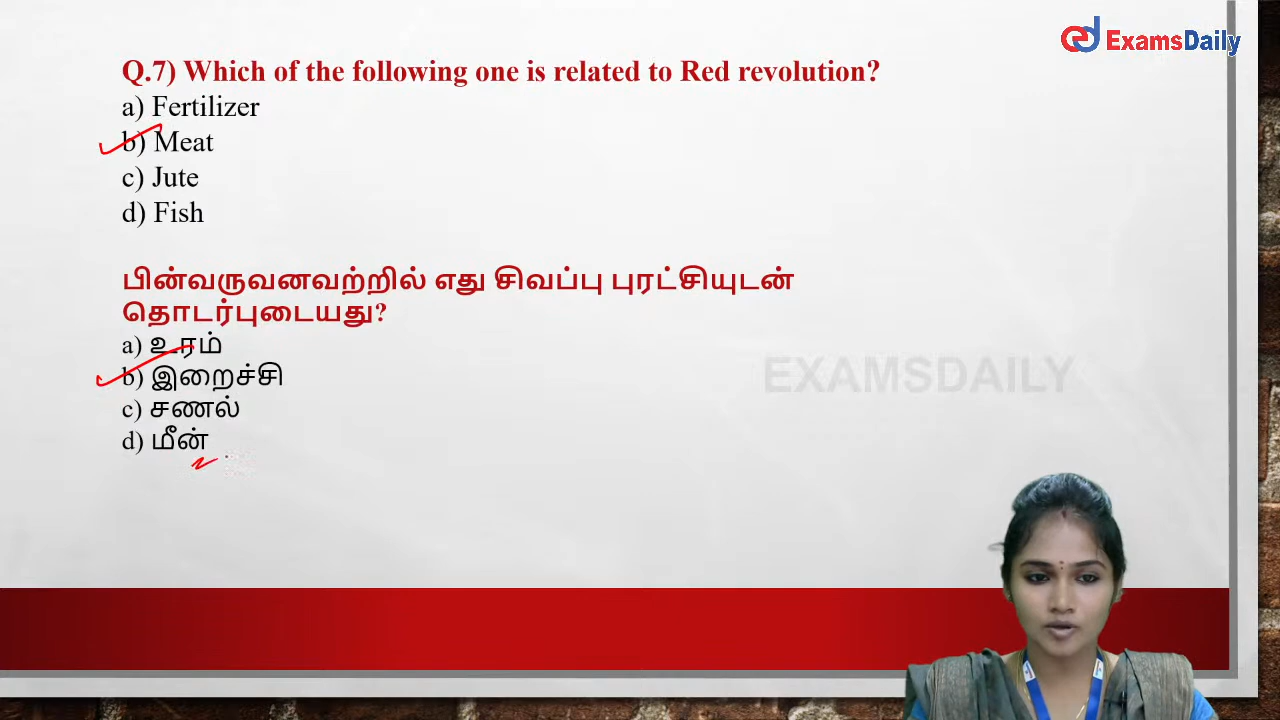 ExamsDaily
Q.7) Which of the following one is related to Red revolution?
a) Fertilizer
b) Meat
c) Jute
d) Fish
பின்வருவனவற்றில் எது சிவப்பு புரட்சியுடன்
தொடர்புடையது?
a) உரம்
b) இறைச்சி
c) சணல்
d) மீன்
EXAMSDAILY